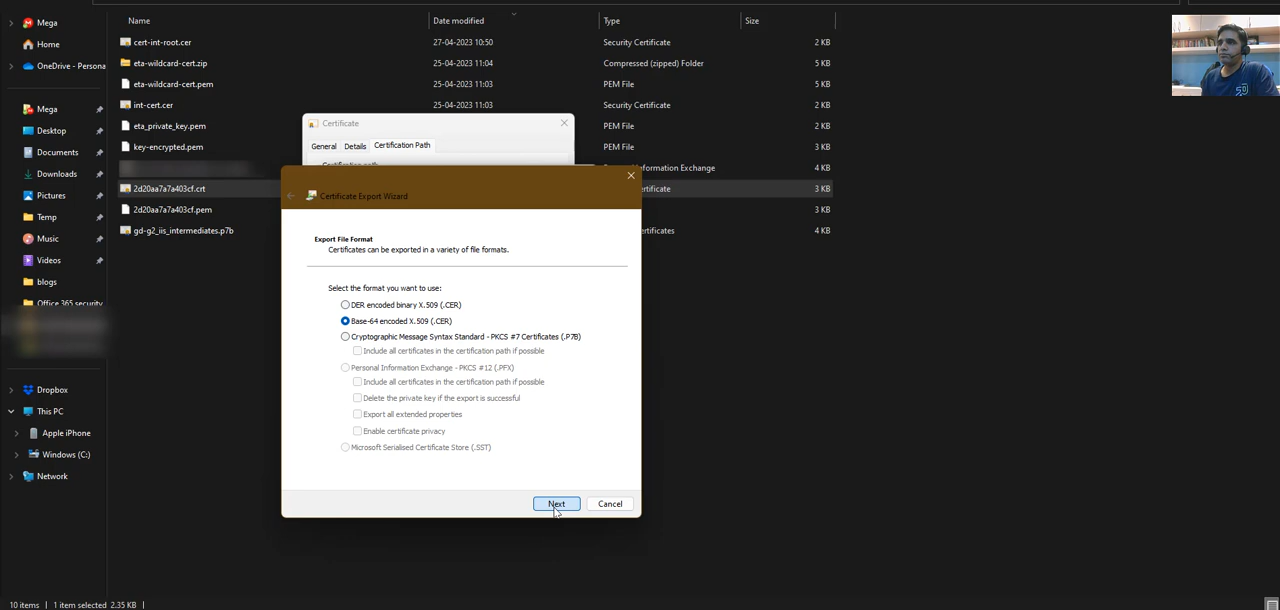 Name Date modified Type Size
Mega
Home
OneDrive - Persona
Mega
Desktop
Documents
Downloads
Pictures
Temp
Music
Videos
blogs
Office 365 security
Dropbox
This PC
Apple iPhone
Windows (C:)
Network
cert-int-root.cer 27-04-2023 10:50 Security Certificate 2 KB
eta-wildcard-cert.zip 25-04-2023 11:04 Compressed (zipped) Folder 5 KB
eta-wildcard-cert.pem 25-04-2023 11:03 PEM File 5 KB
int-cert.cer 25-04-2023 11:03 Security Certificate 2 KB
eta_private_key.pem PEM File 2 KB
key-encrypted.pem PEM File 2 KB
Information Exchange 4 KB
2d20aa7a7a403cf.crt 3 KB
2d20aa7a7a403cf.pem 3 KB
gd-g2_iis_intermediates.p7b 4 KB
Certificate
General Details Certification Path
Certification path
Certificate Export Wizard
Export File Format
Certificates can be exported in a variety of file formats.
Select the format you want to use:
DER encoded binary X.509 (.CER)
Base-64 encoded X.509 (.CER)
Cryptographic Message Syntax Standard - PKCS #7 Certificates (.P7B)
Include all certificates in the certification path if possible
Personal Information Exchange - PKCS #12 (.PFX)
Include all certificates in the certification path if possible
Delete the private key if the export is successful
Export all extended properties
Enable certificate privacy
Microsoft Serialised Certificate Store (.SST)
Next Cancel
10 items 1 item selected 2.35 KB